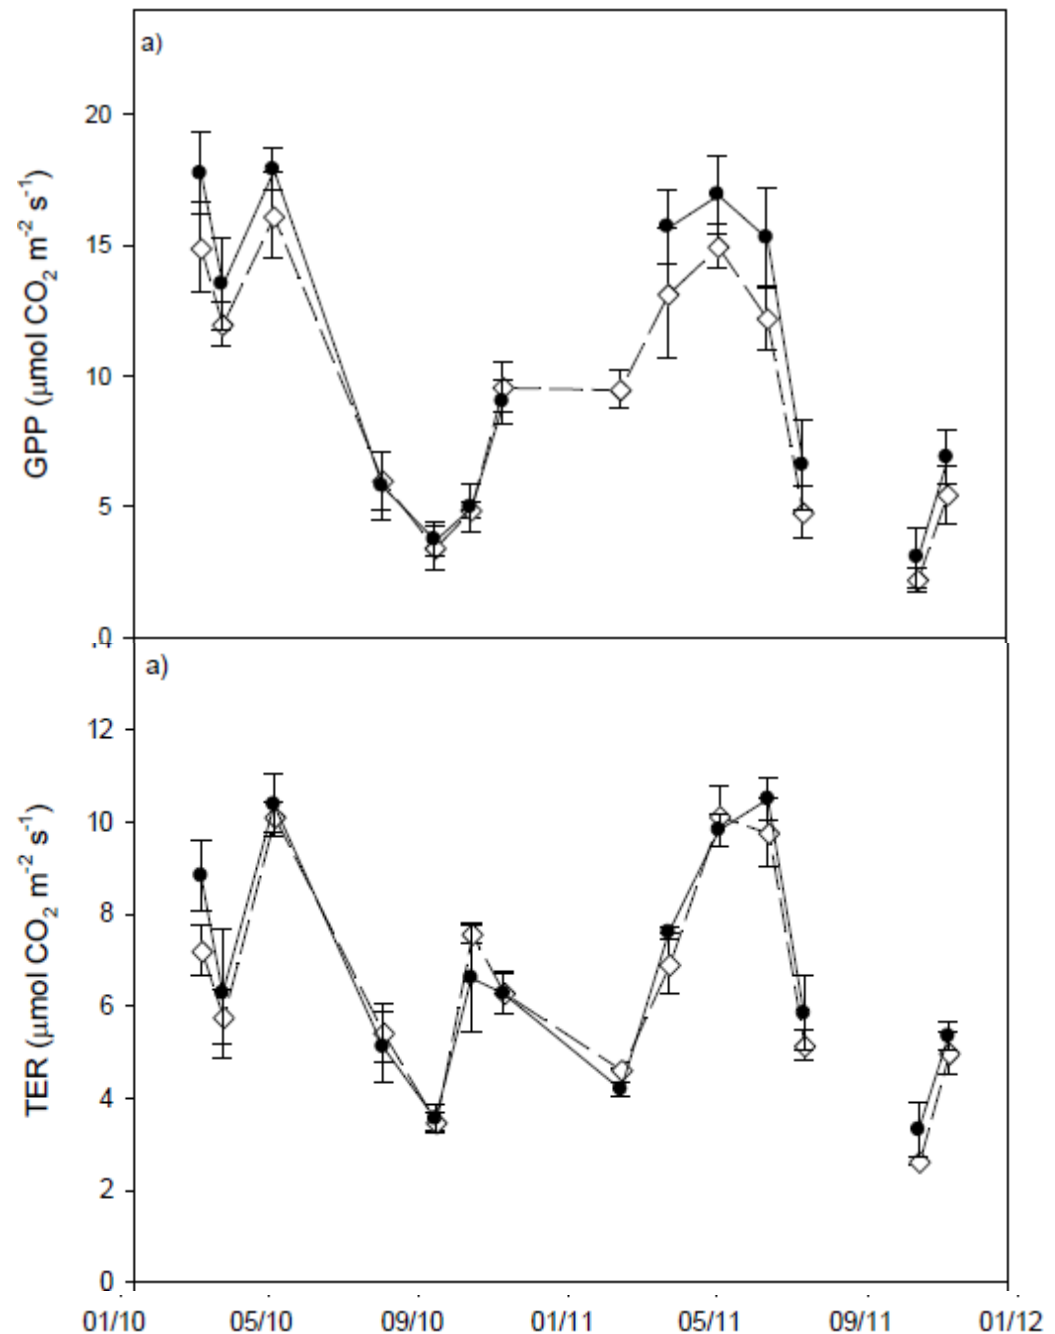 a)
20
15
10
5
0
GPP (μmol CO₂ m⁻² s⁻¹)
a)
12
10
8
6
4
2
0
TER (μmol CO₂ m⁻² s⁻¹)
01/10 05/10 09/10 01/11 05/11 09/11 01/12